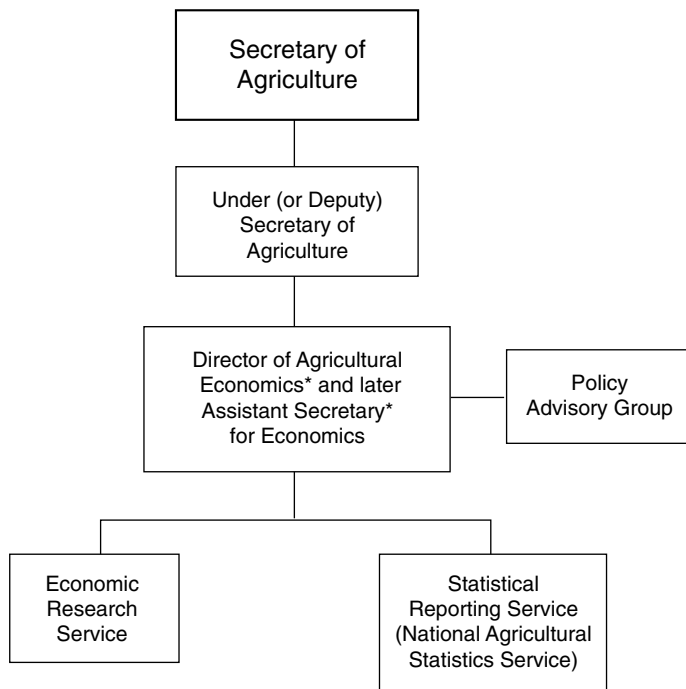 Secretary of
Agriculture
Under (or Deputy)
Secretary of
Agriculture
Director of Agricultural
Economics* and later
Assistant Secretary*
for Economics
Policy
Advisory Group
Economic
Research
Service
Statistical
Reporting Service
(National Agricultural
Statistics Service)